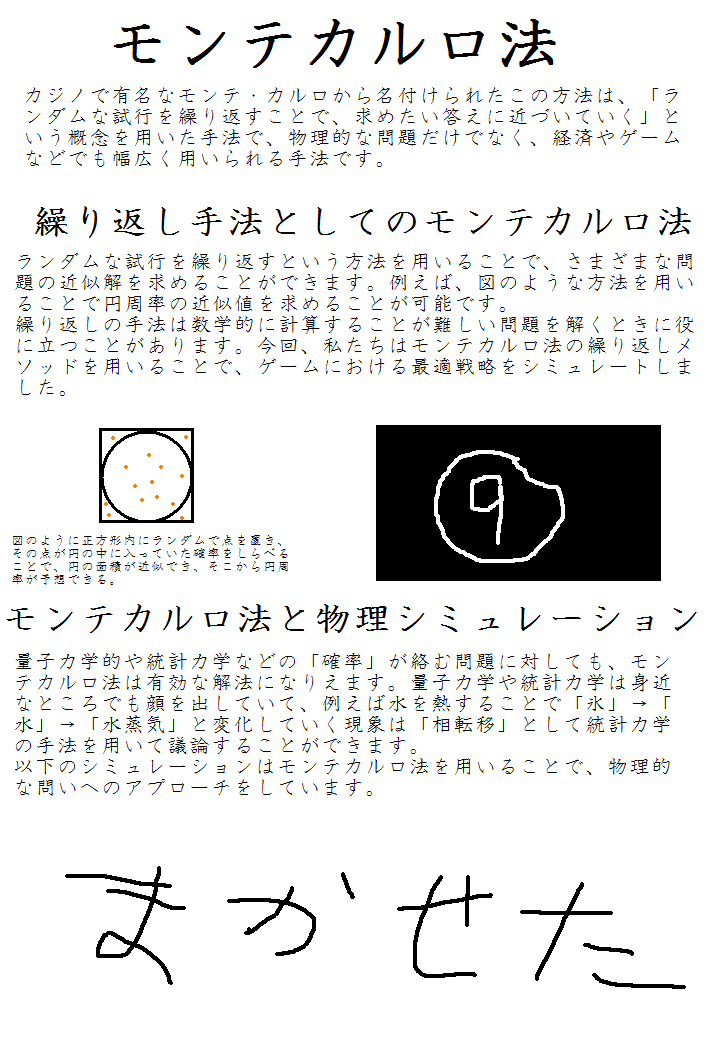 モンテカルロ法
カジノで有名なモンテ・カルロから名付けられたこの方法は、「ラ
ンダムな試行を繰り返すことで、求めたい答えに近づいていく」と
いう概念を用いた手法で、物理的な問題だけでなく、経済やゲーム
などでも幅広く用いられる手法です。
繰り返し手法としてのモンテカルロ法
ランダムな試行を繰り返すという方法を用いることで、さまざまな問
題の近似解を求めることができます。例えば、図のような方法を用い
ることで円周率の近似値を求めることが可能です。
繰り返しの手法は数学的に計算することが難しい問題を解くときに役
に立つことがあります。今回、私たちはモンテカルロ法の繰り返しメ
ソッドを用いることで、ゲームにおける最適戦略をシミュレートしま
した。
図のように正方形内にランダムで点を置き、
その点が円の中に入っていた確率をしらべる
ことで、円の面積が近似でき、そこから円周
率が予想できる。
9
モンテカルロ法と物理シミュレーション
量子力学的や統計力学などの「確率」が絡む問題に対しても、モン
テカルロ法は有効な解法になりえます。量子力学や統計力学は身近
なところでも顔を出していて、例えば水を熱することで「氷」→「
水」→「水蒸気」と変化していく現象は「相転移」として統計力学
の手法を用いて議論することができます。
以下のシミュレーションはモンテカルロ法を用いることで、物理的
な問いへのアプローチをしています。
まかせた